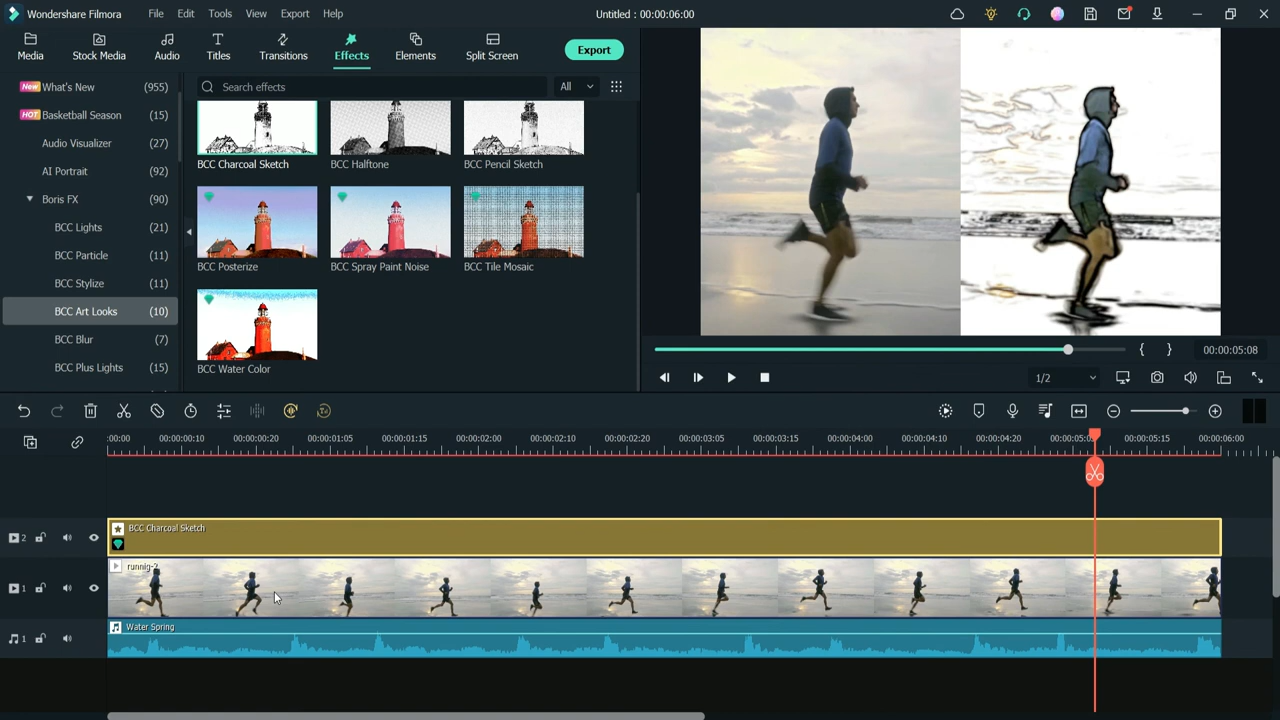 Wondershare Filmora File Edit Tools View Export Help Untitled : 00:00:06:00
Media Stock Media Audio Titles Transitions Effects Elements Split Screen Export
New What's New (955)
HOT Basketball Season (15)
Audio Visualizer (27)
AI Portrait (92)
Boris FX (90)
BCC Lights (21)
BCC Particle (11)
BCC Stylize (11)
BCC Art Looks (10)
BCC Blur (7)
BCC Plus Lights (15)
Search effects All
BCC Charcoal Sketch BCC Halftone BCC Pencil Sketch
BCC Posterize BCC Spray Paint Noise BCC Tile Mosaic
BCC Water Color
{ } 00:00:05:08
1/2
:00:00 00:00:00:10 00:00:00:20 00:00:01:05 00:00:01:15 00:00:02:00 00:00:02:10 00:00:02:20 00:00:03:05 00:00:03:15 00:00:04:00 00:00:04:10 00:00:04:20 00:00:05:0 00:00:05:15 00:00:06:00
2 BCC Charcoal Sketch
1 runnig-2
1 Water Spring